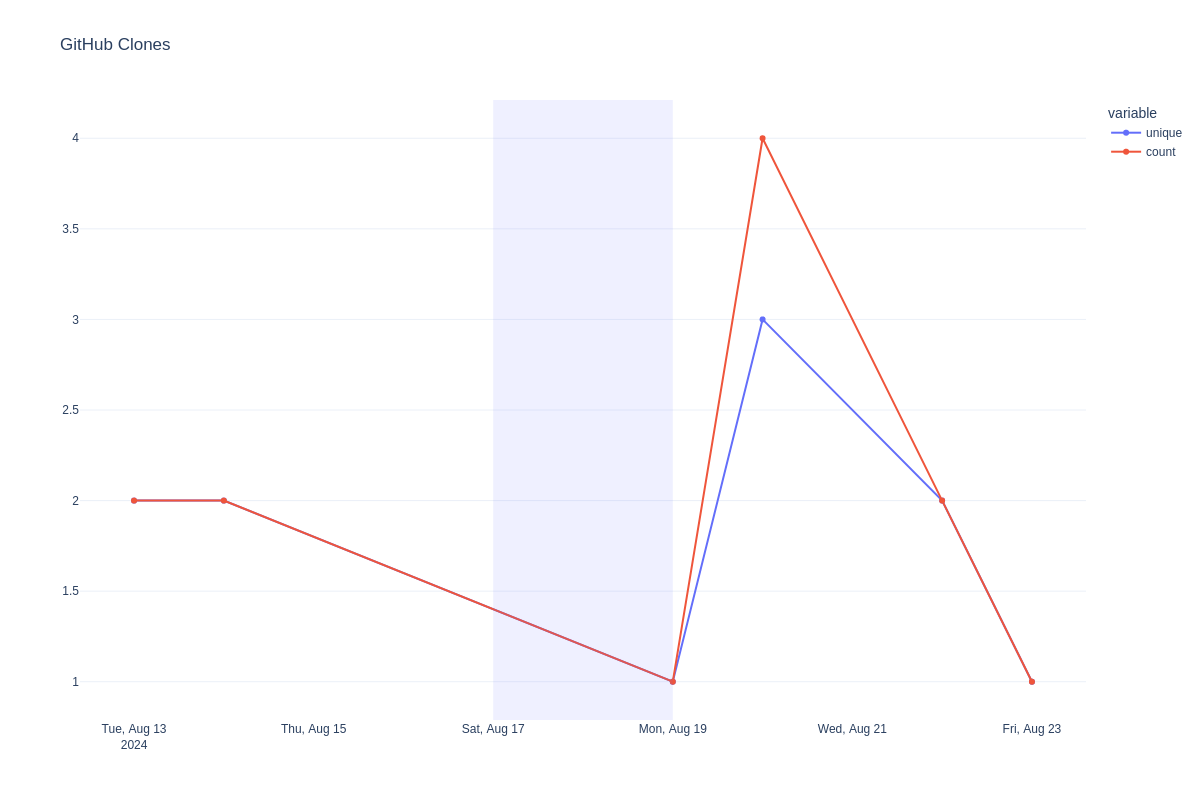 GitHub Clones
variable
unique
count
4
3.5
3
2.5
2
1.5
1
Tue, Aug 13
2024
Thu, Aug 15
Sat, Aug 17
Mon, Aug 19
Wed, Aug 21
Fri, Aug 23